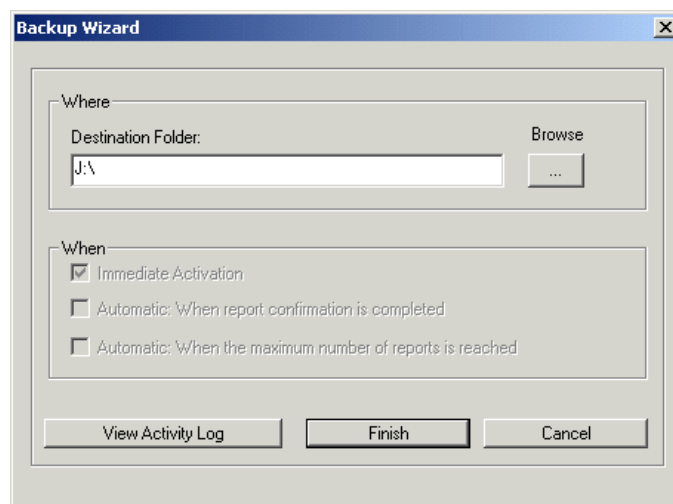 Backup Wizard
Where
Destination Folder:
Browse
J:\
...
When
Immediate Activation
Automatic: When report confirmation is completed
Automatic: When the maximum number of reports is reached
View Activity Log
Finish
Cancel